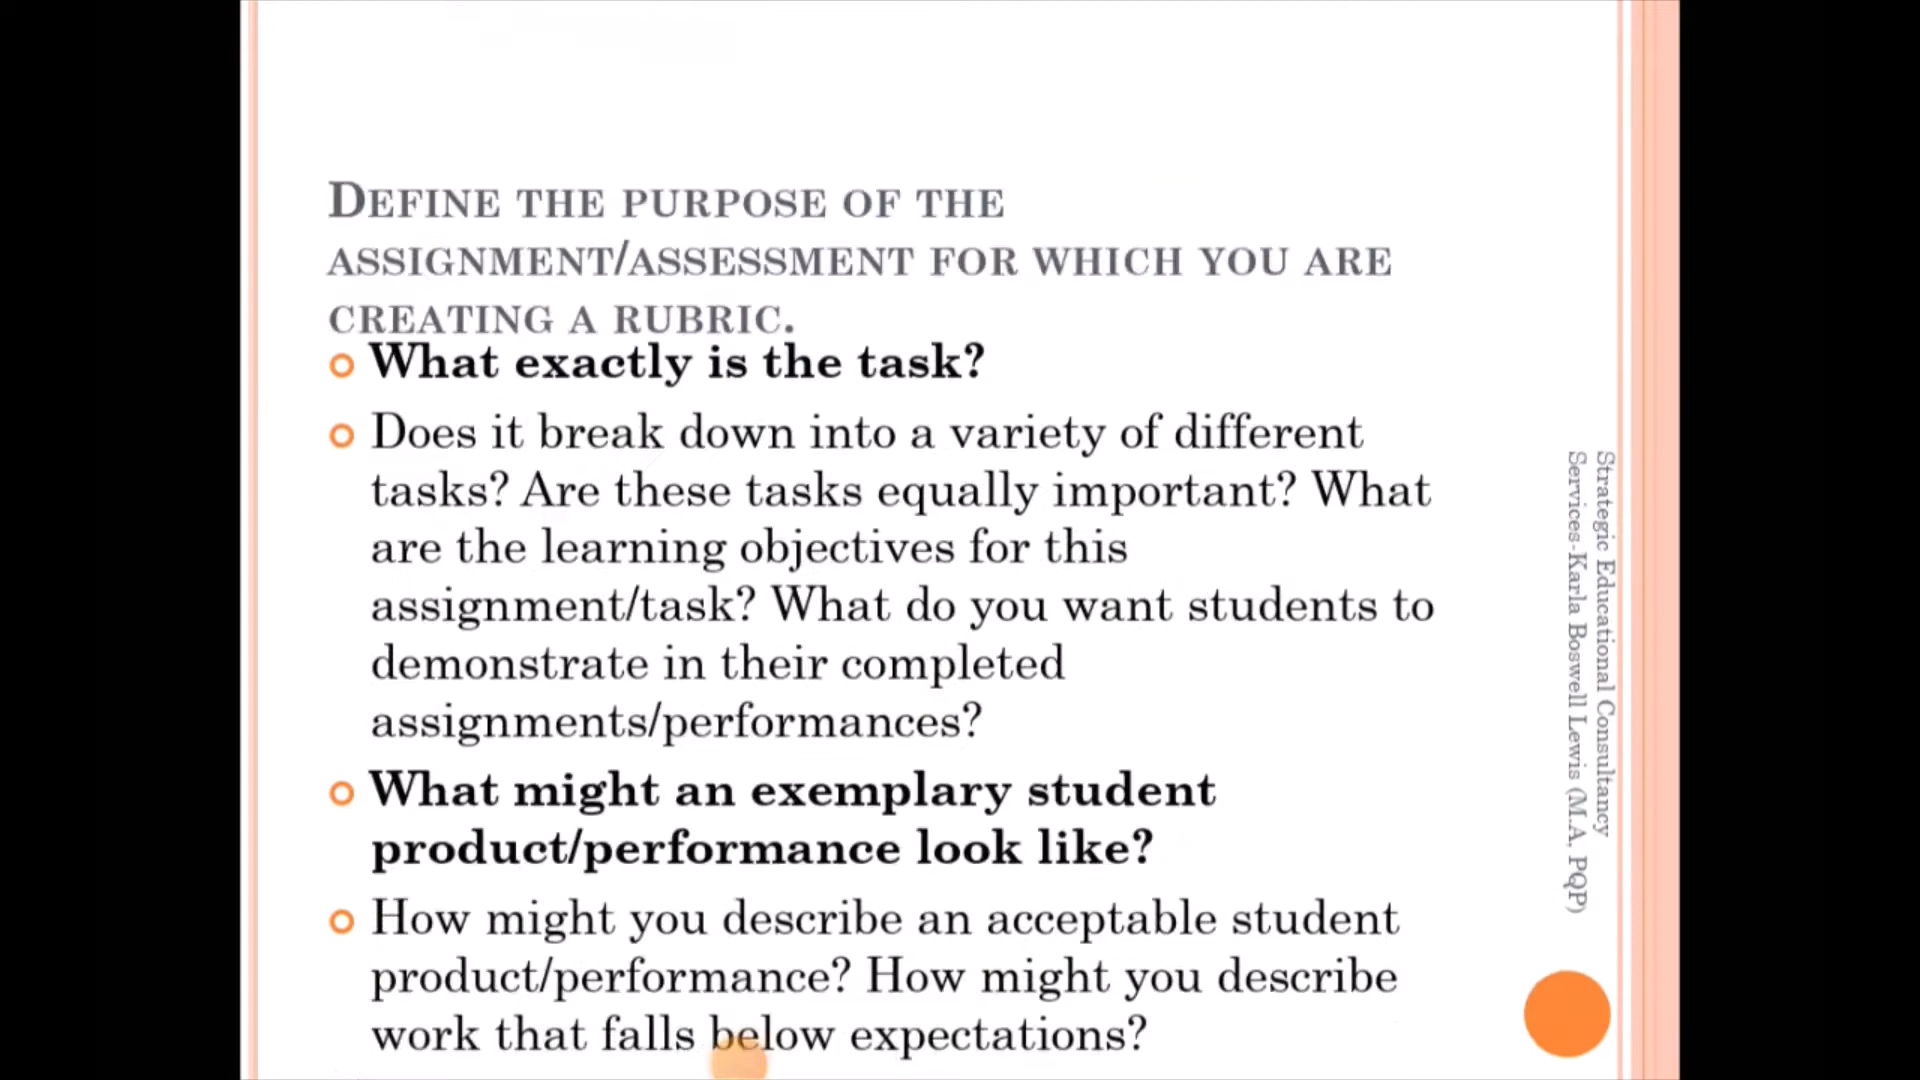 DEFINE THE PURPOSE OF THE
ASSIGNMENT/ASSESSMENT FOR WHICH YOU ARE
CREATING A RUBRIC.
What exactly is the task?
Does it break down into a variety of different
tasks? Are these tasks equally important? What
are the learning objectives for this
assignment/task? What do you want students to
demonstrate in their completed
assignments/performances?
What might an exemplary student
product/performance look like?
How might you describe an acceptable student
product/performance? How might you describe
work that falls below expectations?
Strategic Educational Consultancy
Services-Karla Boswell Lewis (M.A, PQP)